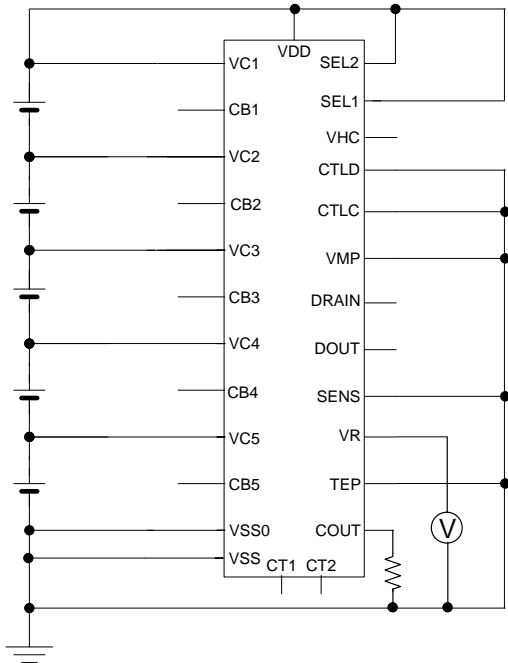 VDD
VC1
SEL2
SEL1
CB1
VHC
VC2
CTLD
CB2
CTLC
VC3
VMP
CB3
DRAIN
VC4
DOUT
CB4
SENS
VC5
VR
CB5
TEP
VSS0
COUT
V
VSS
CT1 CT2